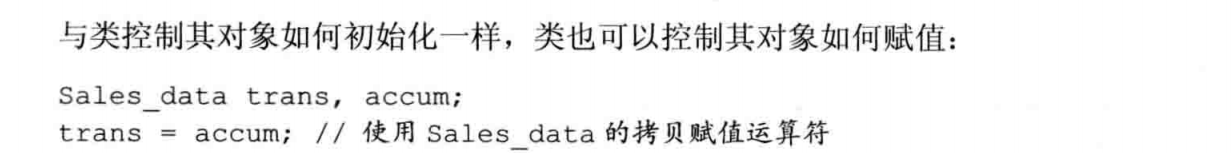 与类控制其对象如何初始化一样，类也可以控制其对象如何赋值：
Sales_data trans, accum;
trans = accum; // 使用 Sales_data 的拷贝赋值运算符